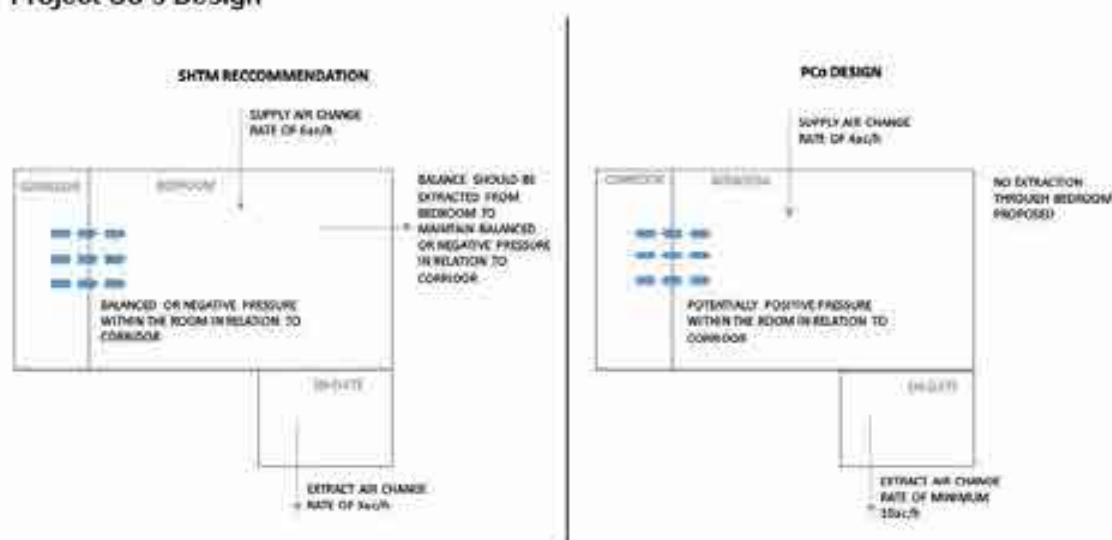 Project Co's Design
SHTM RECCOMMENDATION
SUPPLY AIR CHANGE
RATE OF 6ac/h
CORRIDOR
BEDROOM
BALANCE SHOULD BE
EXTRACTED FROM
BEDROOM TO
MAINTAIN BALANCED
OR NEGATIVE PRESSURE
IN RELATION TO
CORRIDOR
BALANCED OR NEGATIVE PRESSURE
WITHIN THE ROOM IN RELATION TO
CORRIDOR
EN-SUITE
EXTRACT AIR CHANGE
RATE OF 3ac/h
PCo DESIGN
SUPPLY AIR CHANGE
RATE OF 4ac/h
CORRIDOR
BEDROOM
NO EXTRACTION
THROUGH BEDROOM
PROPOSED
POTENTIALLY POSITIVE PRESSURE
WITHIN THE ROOM IN RELATION TO
CORRIDOR
EN-SUITE
EXTRACT AIR CHANGE
RATE OF MINIMUM
10ac/h